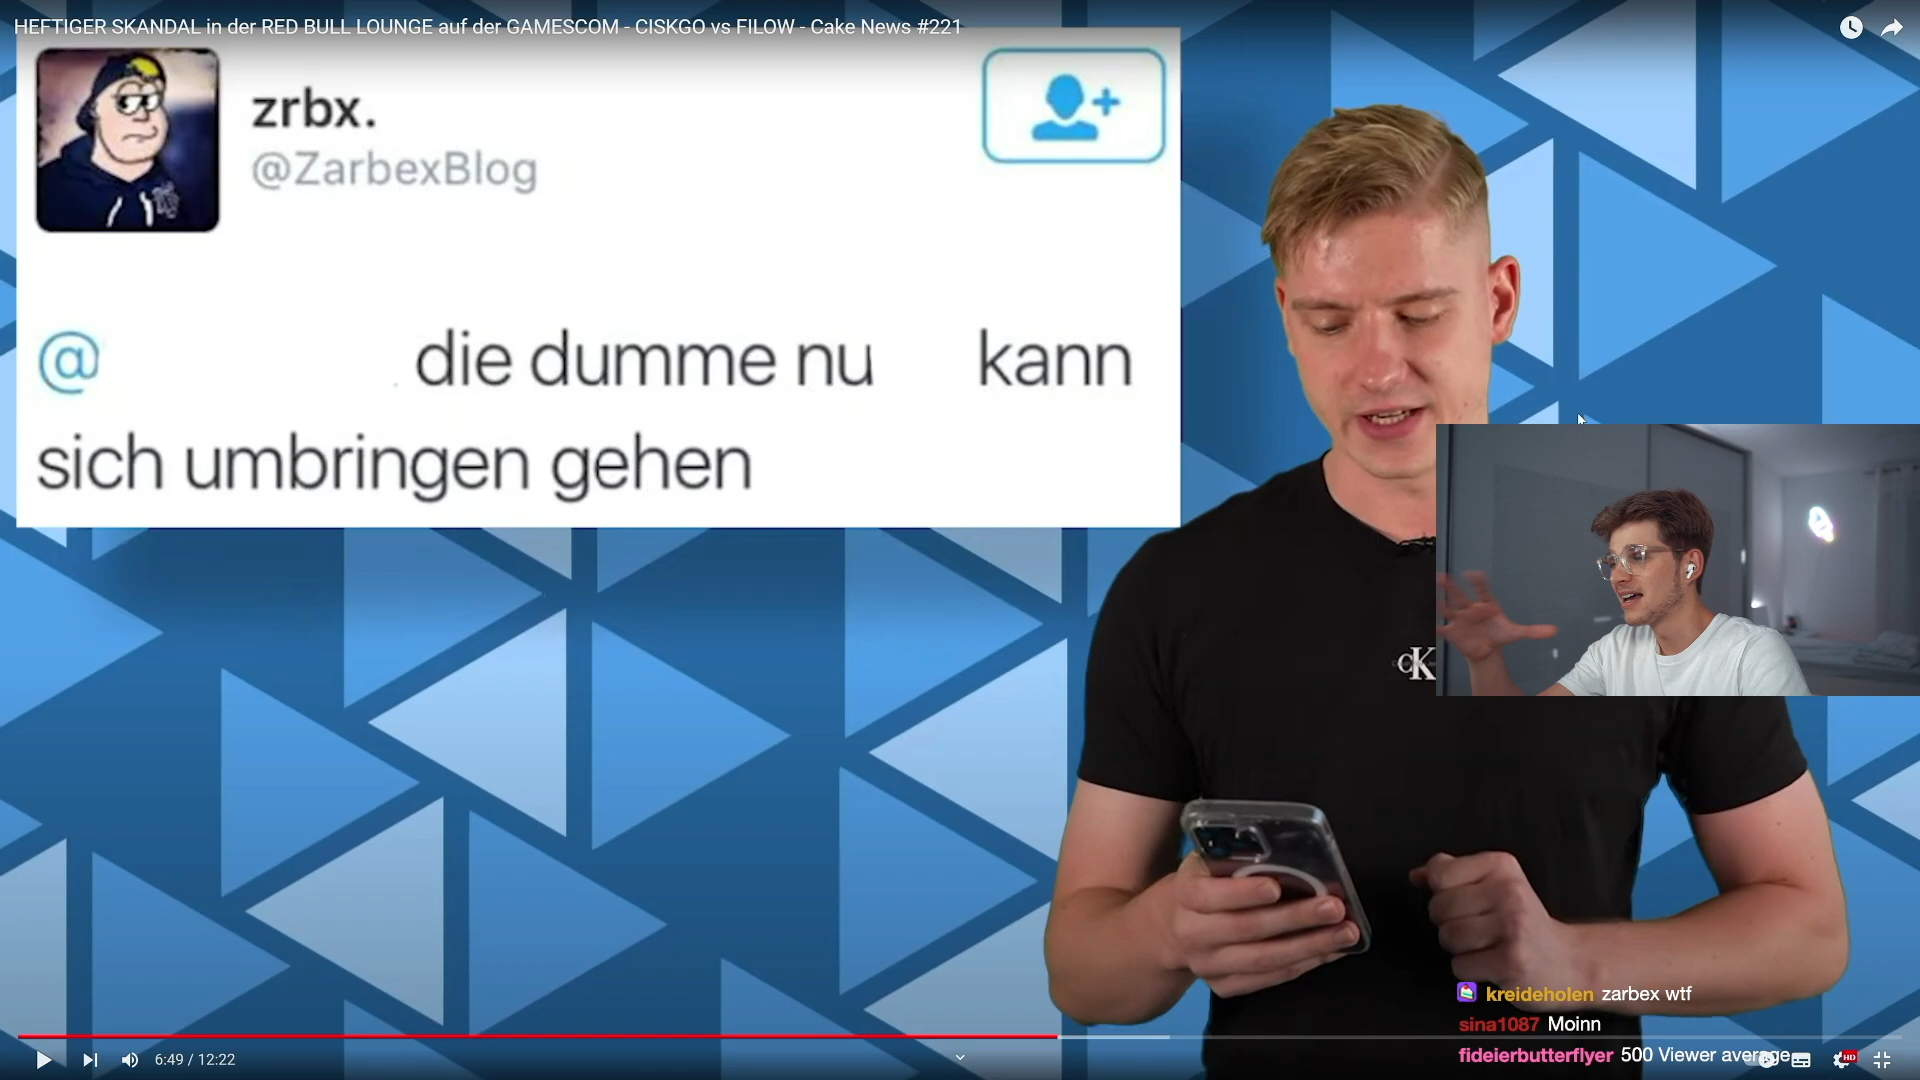 HEFTIGER SKANDAL in der RED BULL LOUNGE auf der GAMESCOM - CISKGO vs FILOW - Cake News #221
zrbx.
@ZarbexBlog
@ die dumme nu kann
sich umbringen gehen
cK
kreideholen zarbex wtf
sina1087 Moinn
fideierbutterflyer 500 Viewer average
6:49 / 12:22
HD